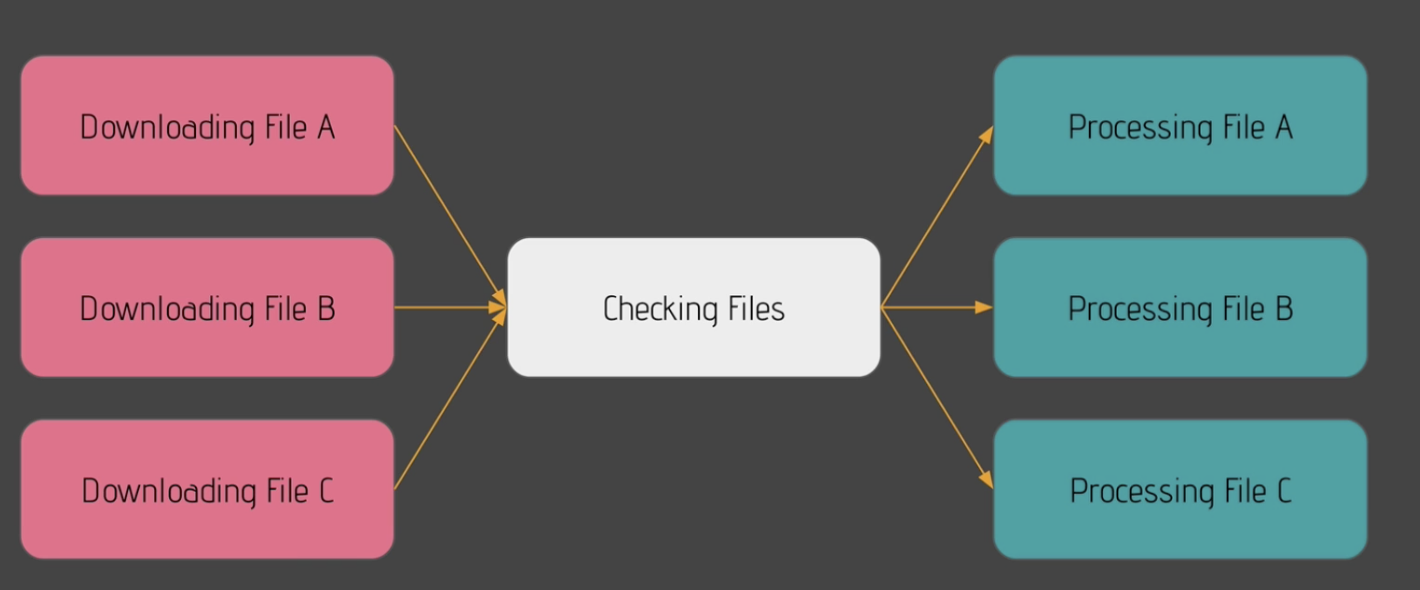 Downloading File A
Downloading File B
Downloading File C
Checking Files
Processing File A
Processing File B
Processing File C